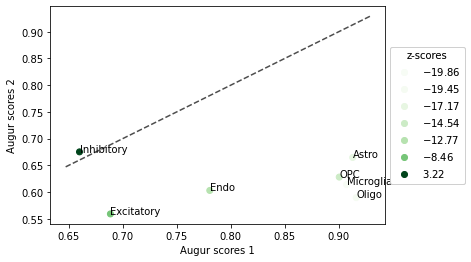 z-scores
−19.86
−19.45
−17.17
−14.54
−12.77
−8.46
3.22
Augur scores 2
0.90
0.85
0.80
0.75
0.70
0.65
0.60
0.55
Inhibitory
Astro
OPC
Microglia
Endo
Oligo
Excitatory
0.65 0.70 0.75 0.80 0.85 0.90
Augur scores 1